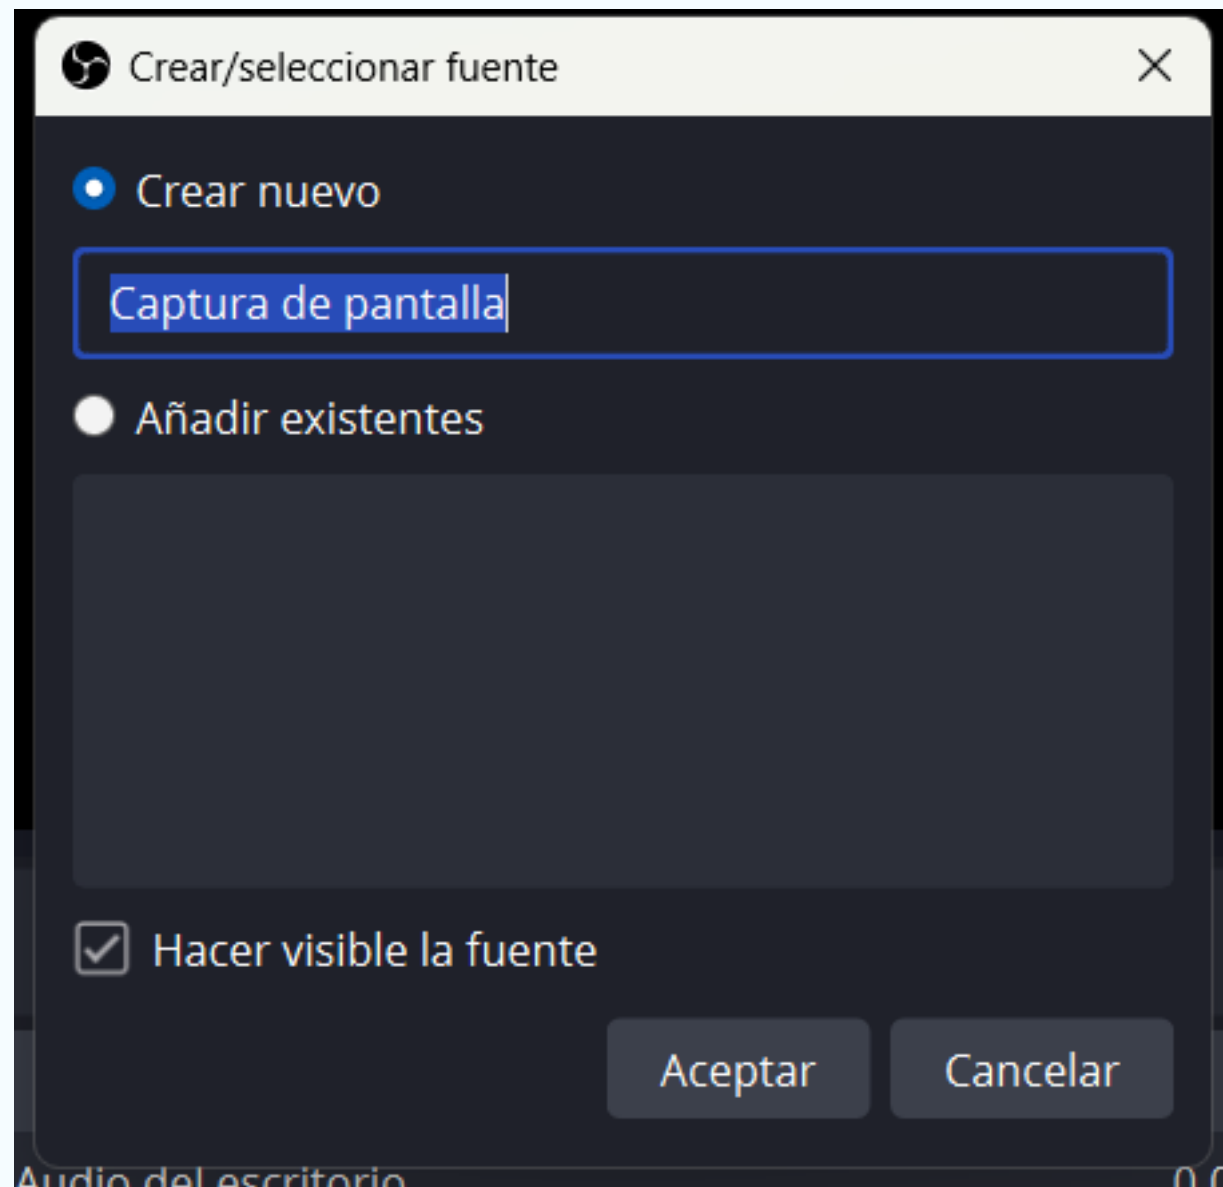 Crear/seleccionar fuente
Crear nuevo
Captura de pantalla
Añadir existentes
Hacer visible la fuente
Aceptar Cancelar
Audio del escritorio